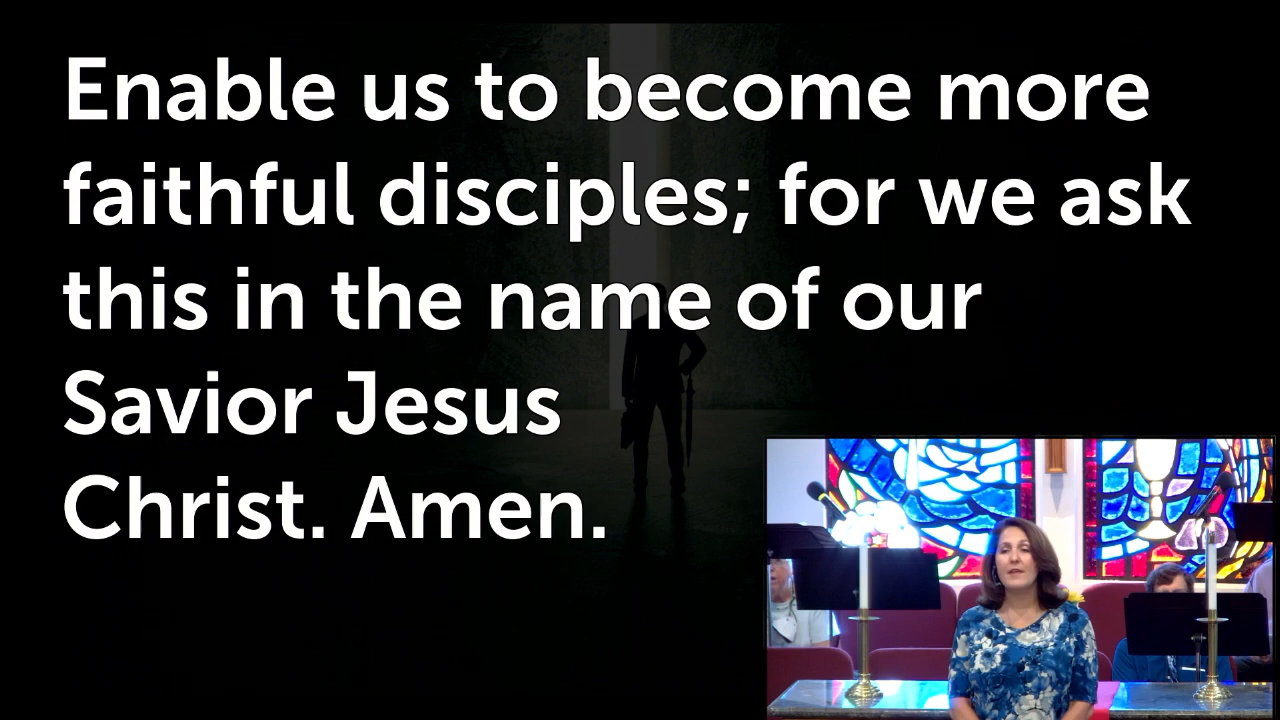 Enable us to become more
faithful disciples; for we ask
this in the name of our
Savior Jesus
Christ. Amen.